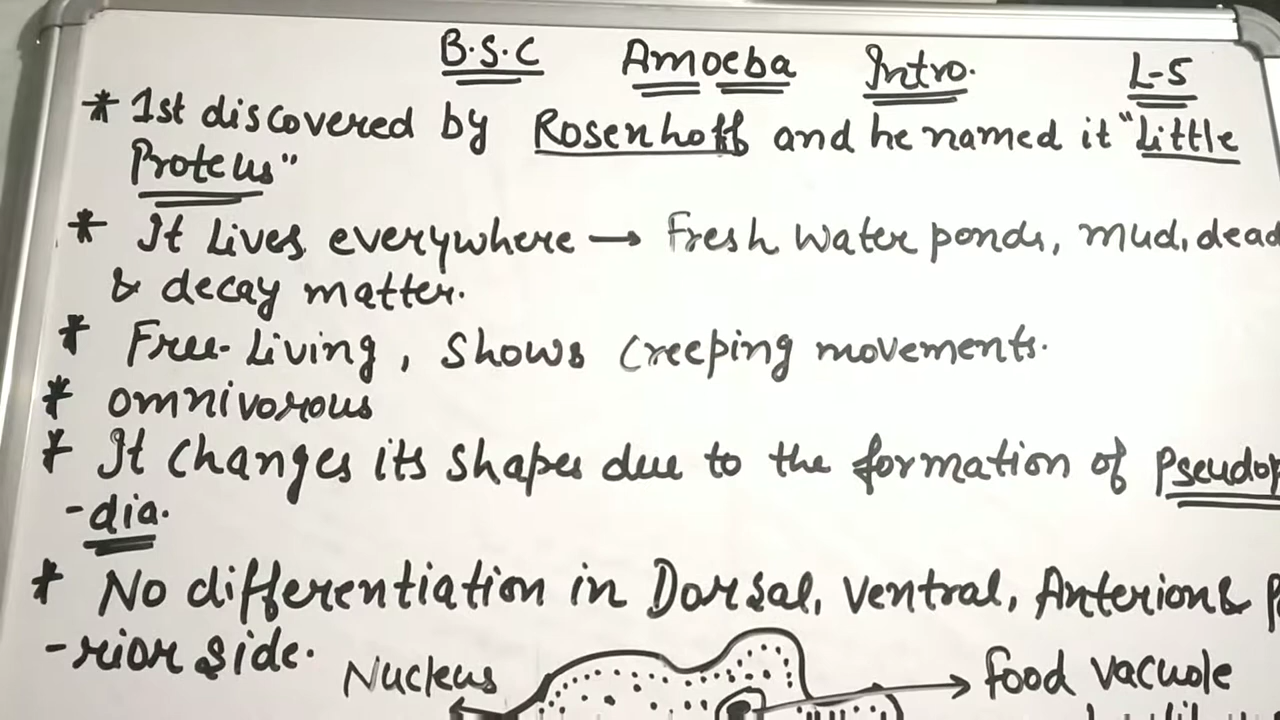 B.S.C Amoeba Intro. L-5
* 1st discovered by Rosenhoff and he named it "Little
Proteus"
* It Lives everywhere → Fresh Water ponds, mud, dead
& decay matter.
* Free-Living, Shows Creeping movements.
* omnivorous
* It Changes its Shapes due to the formation of Pseudop
-dia.
* No differentiation in Dorsal, Ventral, Anterion & P
-rior side.
Nucleus food vacuole